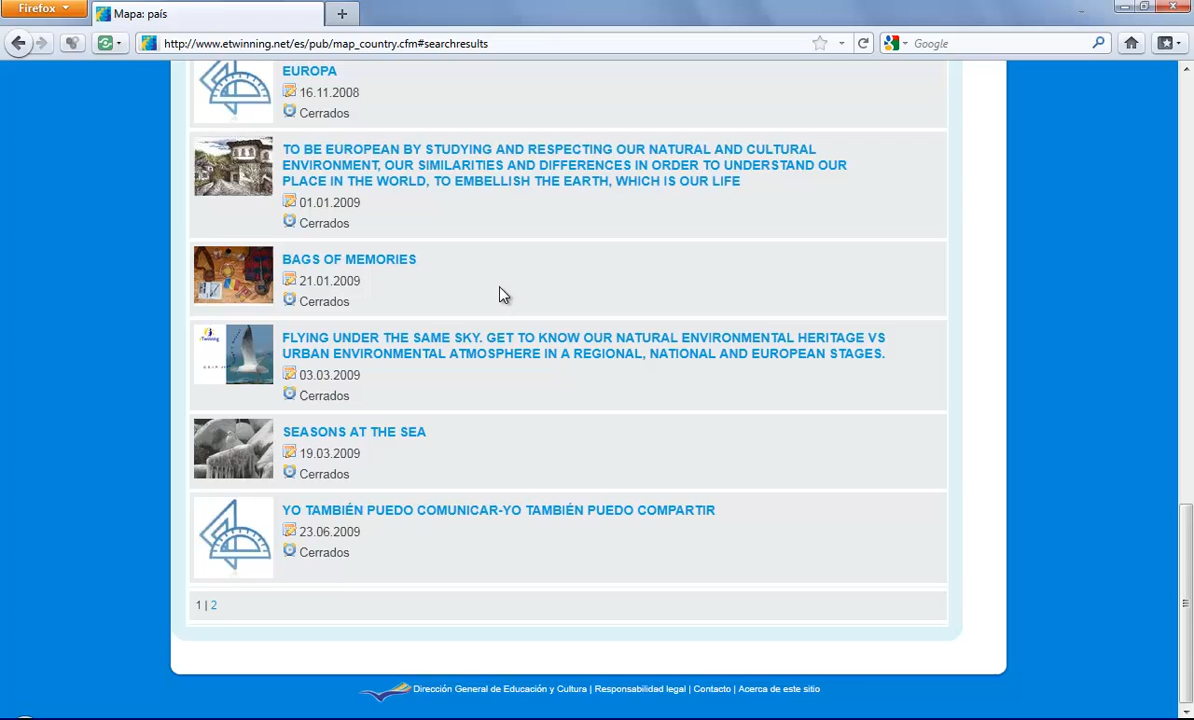 Firefox
Mapa: país
http://www.etwinning.net/es/pub/map_country.cfm#searchresults
Google
EUROPA
16.11.2008
Cerrados
TO BE EUROPEAN BY STUDYING AND RESPECTING OUR NATURAL AND CULTURAL
ENVIRONMENT, OUR SIMILARITIES AND DIFFERENCES IN ORDER TO UNDERSTAND OUR
PLACE IN THE WORLD, TO EMBELLISH THE EARTH, WHICH IS OUR LIFE
01.01.2009
Cerrados
BAGS OF MEMORIES
21.01.2009
Cerrados
FLYING UNDER THE SAME SKY. GET TO KNOW OUR NATURAL ENVIRONMENTAL HERITAGE VS
URBAN ENVIRONMENTAL ATMOSPHERE IN A REGIONAL, NATIONAL AND EUROPEAN STAGES.
03.03.2009
Cerrados
SEASONS AT THE SEA
19.03.2009
Cerrados
YO TAMBIÉN PUEDO COMUNICAR-YO TAMBIÉN PUEDO COMPARTIR
23.06.2009
Cerrados
1 | 2
Dirección General de Educación y Cultura | Responsabilidad legal | Contacto | Acerca de este sitio